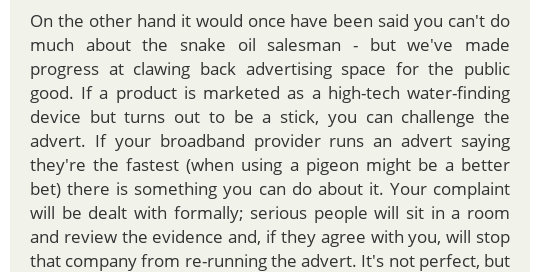 On the other hand it would once have been said you can't do
much about the snake oil salesman - but we've made
progress at clawing back advertising space for the public
good. If a product is marketed as a high-tech water-finding
device but turns out to be a stick, you can challenge the
advert. If your broadband provider runs an advert saying
they're the fastest (when using a pigeon might be a better
bet) there is something you can do about it. Your complaint
will be dealt with formally; serious people will sit in a room
and review the evidence and, if they agree with you, will stop
that company from re-running the advert. It's not perfect, but